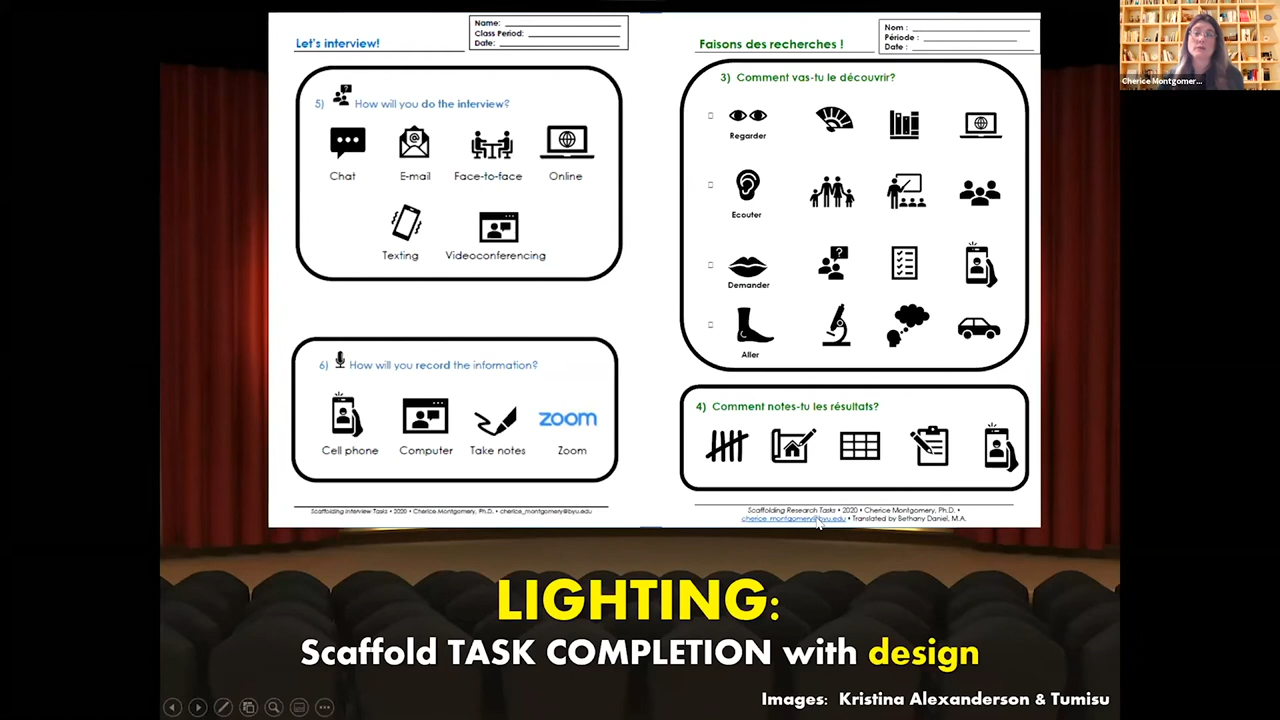 Let's interview!
Name:
Class Period:
Date:
5) How will you do the interview?
Chat
E-mail
Face-to-face
Online
Texting
Videoconferencing
6) How will you record the information?
zoom
Cell phone
Computer
Take notes
Zoom
Scaffolding Interview Tasks • 2020 • Cherice Montgomery, Ph.D. • cherice_montgomery@byu.edu
Faisons des recherches !
Nom :
Période :
Date :
3) Comment vas-tu le découvrir?
Regarder
Ecouter
Demander
Aller
4) Comment notes-tu les résultats?
Scaffolding Research Tasks • 2020 • Cherice Montgomery, Ph.D. •
cherice_montgomery@byu.edu • Translated by Bethany Daniel, M.A.
Cherice Montgomer...
LIGHTING:
Scaffold TASK COMPLETION with design
Images: Kristina Alexanderson & Tumisu